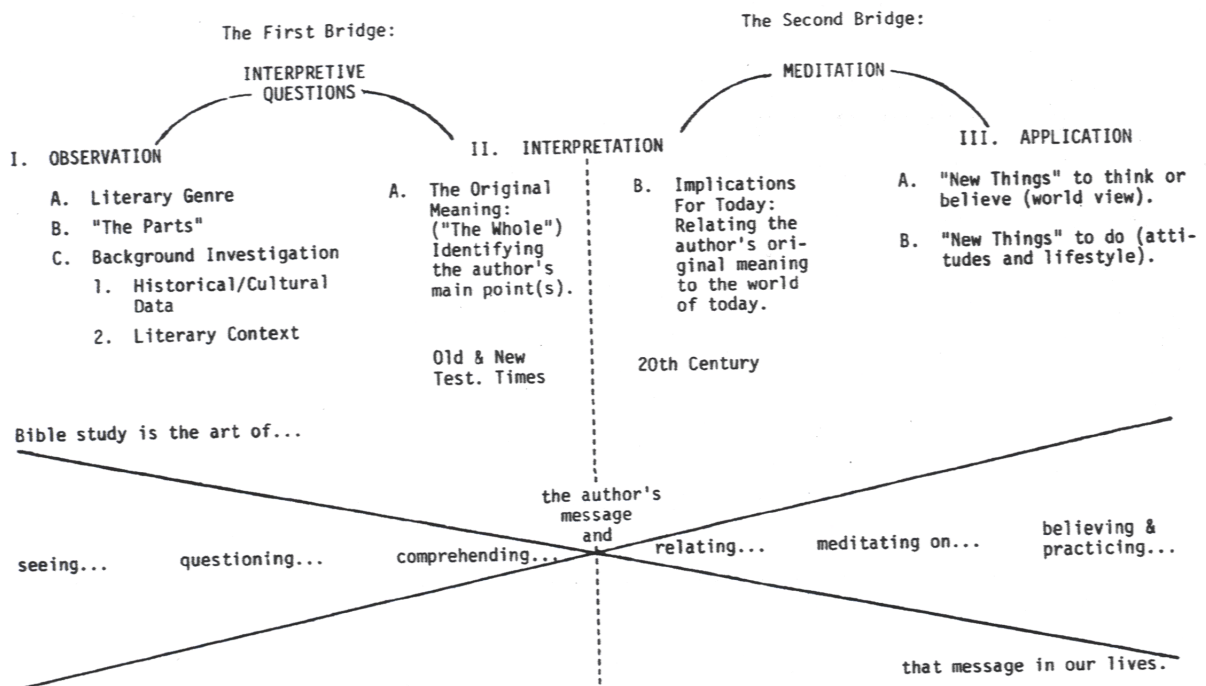 The First Bridge:
INTERPRETIVE
QUESTIONS
The Second Bridge:
MEDITATION
I. OBSERVATION
A. Literary Genre
B. "The Parts"
C. Background Investigation
1. Historical/Cultural
Data
2. Literary Context
II. INTERPRETATION
A. The Original
Meaning:
("The Whole")
Identifying
the author's
main point(s).
Old & New
Test. Times
B. Implications
For Today:
Relating the
author's ori-
ginal meaning
to the world
of today.
20th Century
III. APPLICATION
A. "New Things" to think or
believe (world view).
B. "New Things" to do (atti-
tudes and lifestyle).
Bible study is the art of...
seeing...
questioning...
comprehending...
the author's
message
and
relating...
meditating on...
believing &
practicing...
that message in our lives.